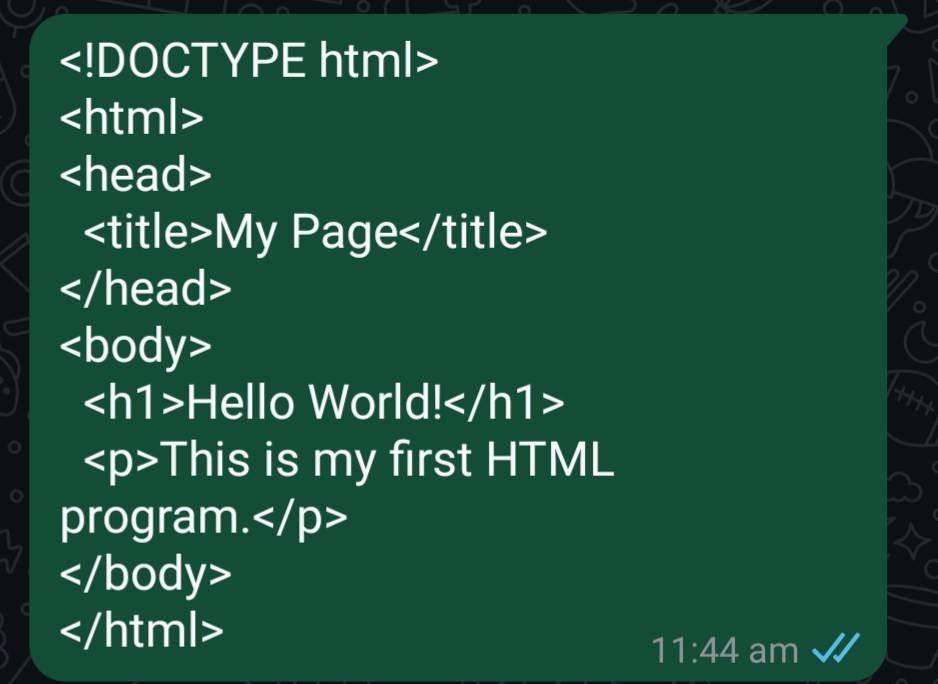 <!DOCTYPE html>
<html>
<head>
  <title>My Page</title>
</head>
<body>
  <h1>Hello World!</h1>
  <p>This is my first HTML
program.</p>
</body>
</html>
11:44 am